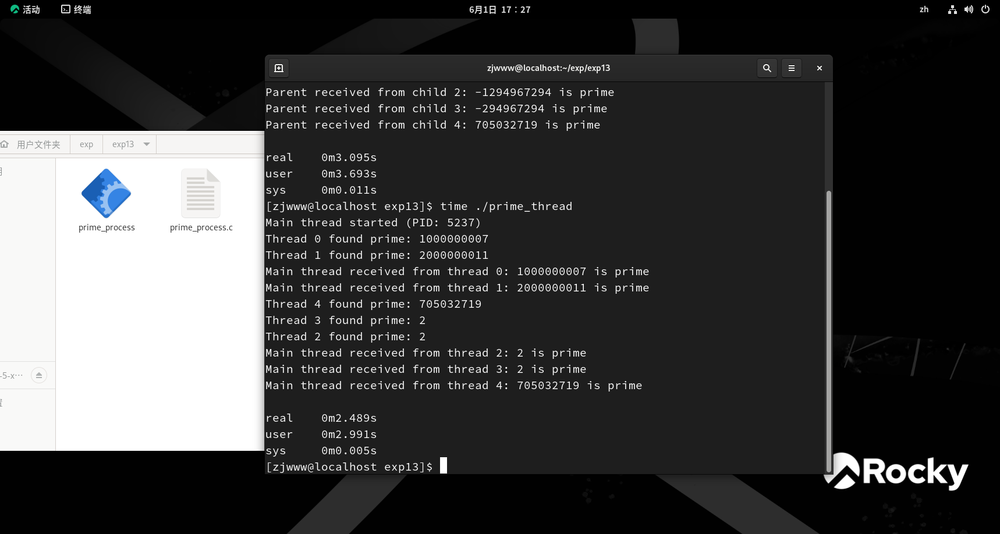 活动 终端 6月1日 17：27 zh
zjwww@localhost:~/exp/exp13
Parent received from child 2: -1294967294 is prime
Parent received from child 3: -294967294 is prime
Parent received from child 4: 705032719 is prime
real 0m3.095s
user 0m3.693s
sys 0m0.011s
[zjwww@localhost exp13]$ time ./prime_thread
Main thread started (PID: 5237)
Thread 0 found prime: 1000000007
Thread 1 found prime: 2000000011
Main thread received from thread 0: 1000000007 is prime
Main thread received from thread 1: 2000000011 is prime
Thread 4 found prime: 705032719
Thread 3 found prime: 2
Thread 2 found prime: 2
Main thread received from thread 2: 2 is prime
Main thread received from thread 3: 2 is prime
Main thread received from thread 4: 705032719 is prime
real 0m2.489s
user 0m2.991s
sys 0m0.005s
[zjwww@localhost exp13]$
用户文件夹 exp exp13
prime_process prime_process.c
-5-x…
Rocky